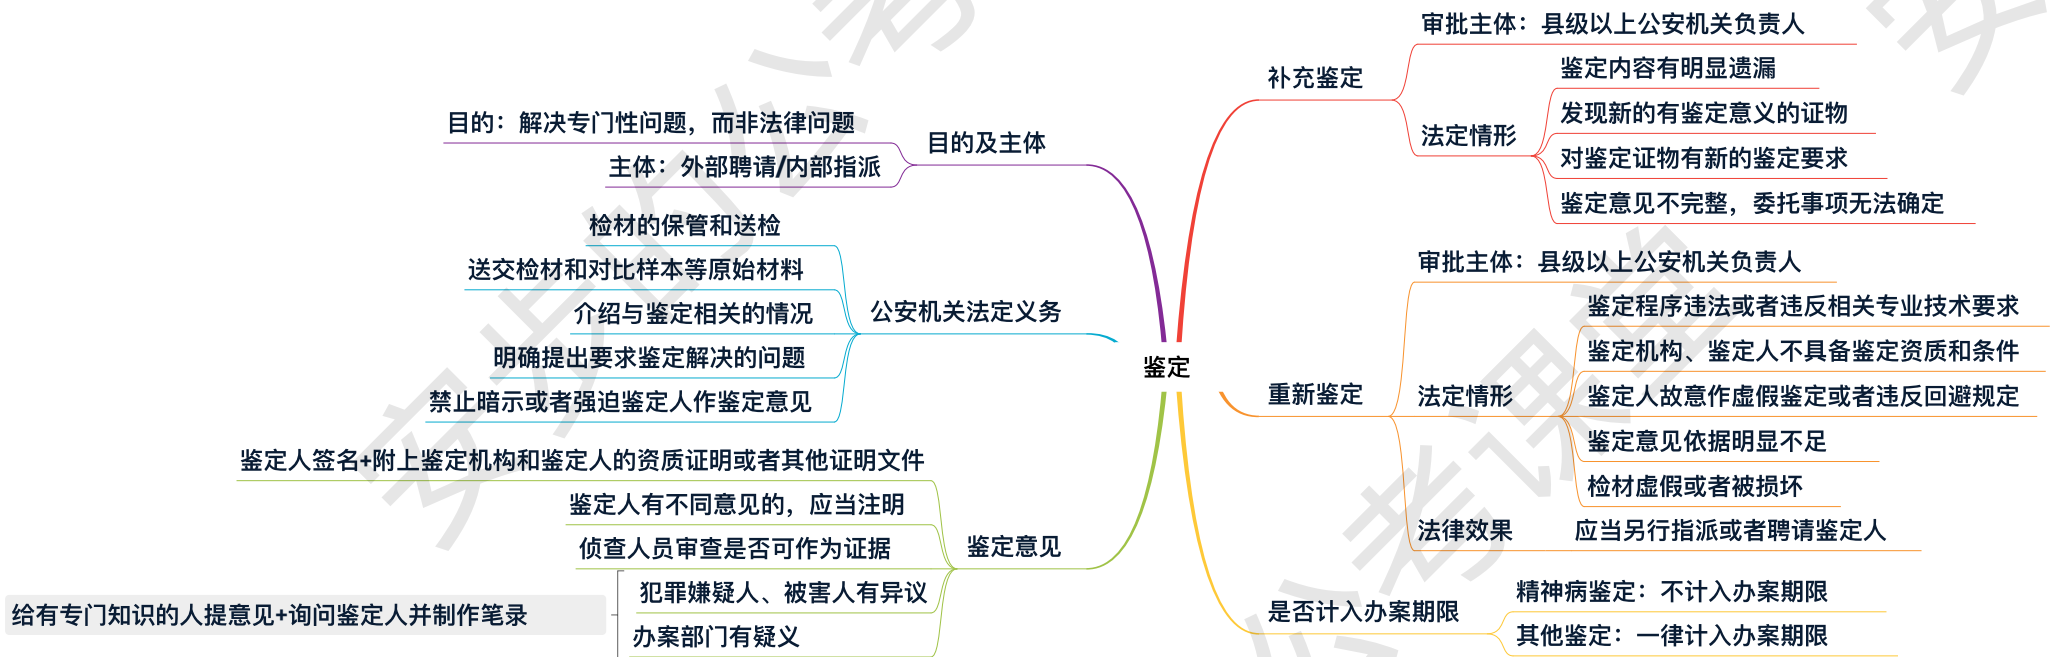 鉴定
目的及主体
目的：解决专门性问题，而非法律问题
主体：外部聘请/内部指派
公安机关法定义务
检材的保管和送检
送交检材和对比样本等原始材料
介绍与鉴定相关的情况
明确提出要求鉴定解决的问题
禁止暗示或者强迫鉴定人作鉴定意见
鉴定意见
鉴定人签名+附上鉴定机构和鉴定人的资质证明或者其他证明文件
鉴定人有不同意见的，应当注明
侦查人员审查是否可作为证据
犯罪嫌疑人、被害人有异议
办案部门有疑义
给有专门知识的人提意见+询问鉴定人并制作笔录
补充鉴定
审批主体：县级以上公安机关负责人
法定情形
鉴定内容有明显遗漏
发现新的有鉴定意义的证物
对鉴定证物有新的鉴定要求
鉴定意见不完整，委托事项无法确定
重新鉴定
审批主体：县级以上公安机关负责人
法定情形
鉴定程序违法或者违反相关专业技术要求
鉴定机构、鉴定人不具备鉴定资质和条件
鉴定人故意作虚假鉴定或者违反回避规定
鉴定意见依据明显不足
检材虚假或者被损坏
法律效果
应当另行指派或者聘请鉴定人
是否计入办案期限
精神病鉴定：不计入办案期限
其他鉴定：一律计入办案期限
安步的公考
公考课堂
安